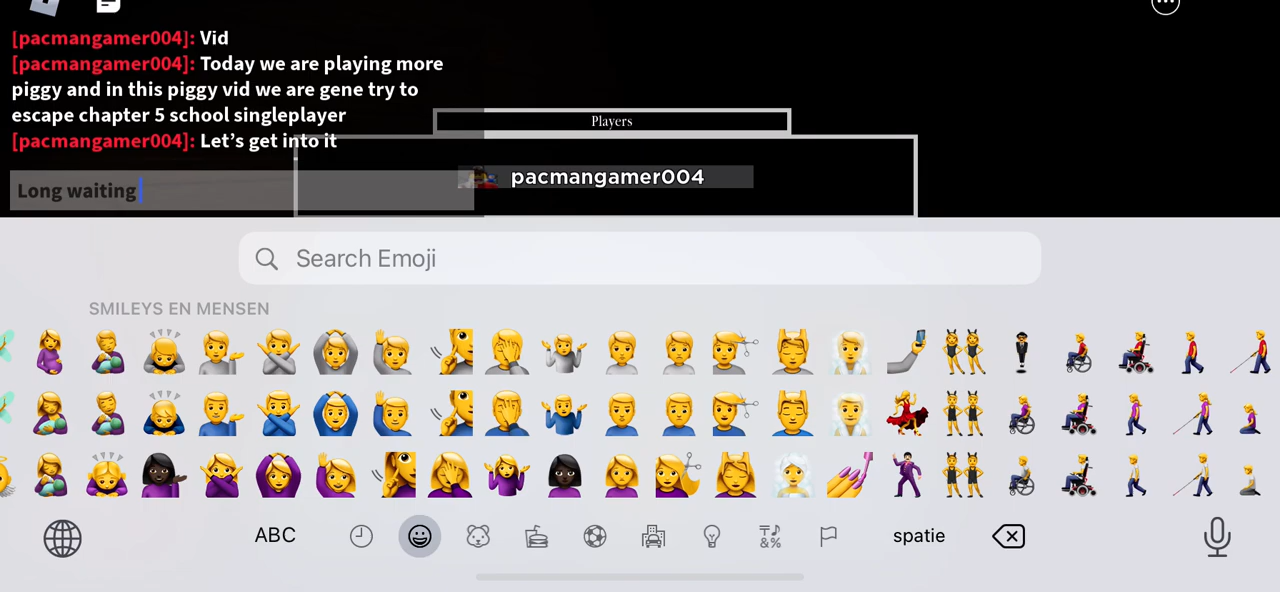 [pacmangamer004]: Vid
[pacmangamer004]: Today we are playing more
piggy and in this piggy vid we are gene try to
escape chapter 5 school singleplayer
[pacmangamer004]: Let’s get into it
Long waiting
Players
pacmangamer004
Search Emoji
SMILEYS EN MENSEN
ABC
spatie